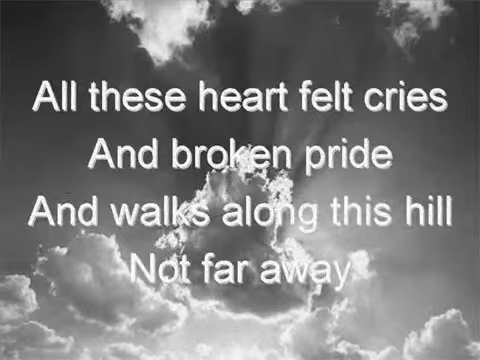 All these heart felt cries
And broken pride
And walks along this hill
Not far away